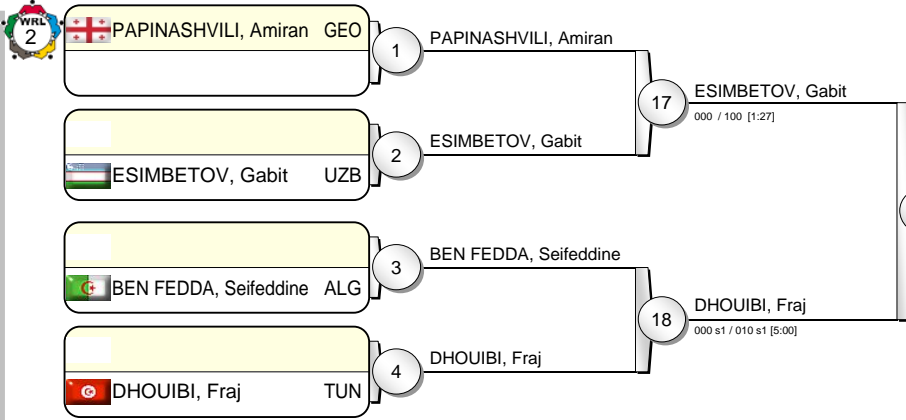 WRL
2
PAPINASHVILI, Amiran GEO
1
PAPINASHVILI, Amiran
17
ESIMBETOV, Gabit
000 / 100 [1:27]
2
ESIMBETOV, Gabit
ESIMBETOV, Gabit UZB
BEN FEDDA, Seifeddine ALG
3
BEN FEDDA, Seifeddine
18
DHOUIBI, Fraj
000 s1 / 010 s1 [5:00]
4
DHOUIBI, Fraj
DHOUIBI, Fraj TUN